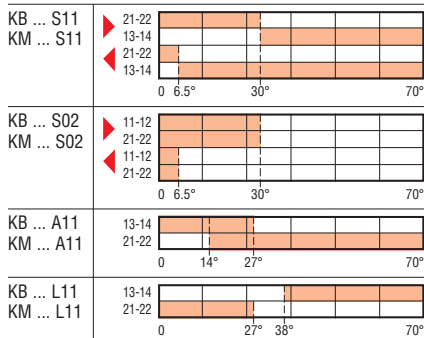 KB ... S11
KM ... S11
21-22
13-14
21-22
13-14
0 6.5° 30° 70°
KB ... S02
KM ... S02
11-12
21-22
11-12
21-22
0 6.5° 30° 70°
KB ... A11
KM ... A11
13-14
21-22
0 14° 27° 70°
KB ... L11
KM ... L11
13-14
21-22
0 27° 38° 70°